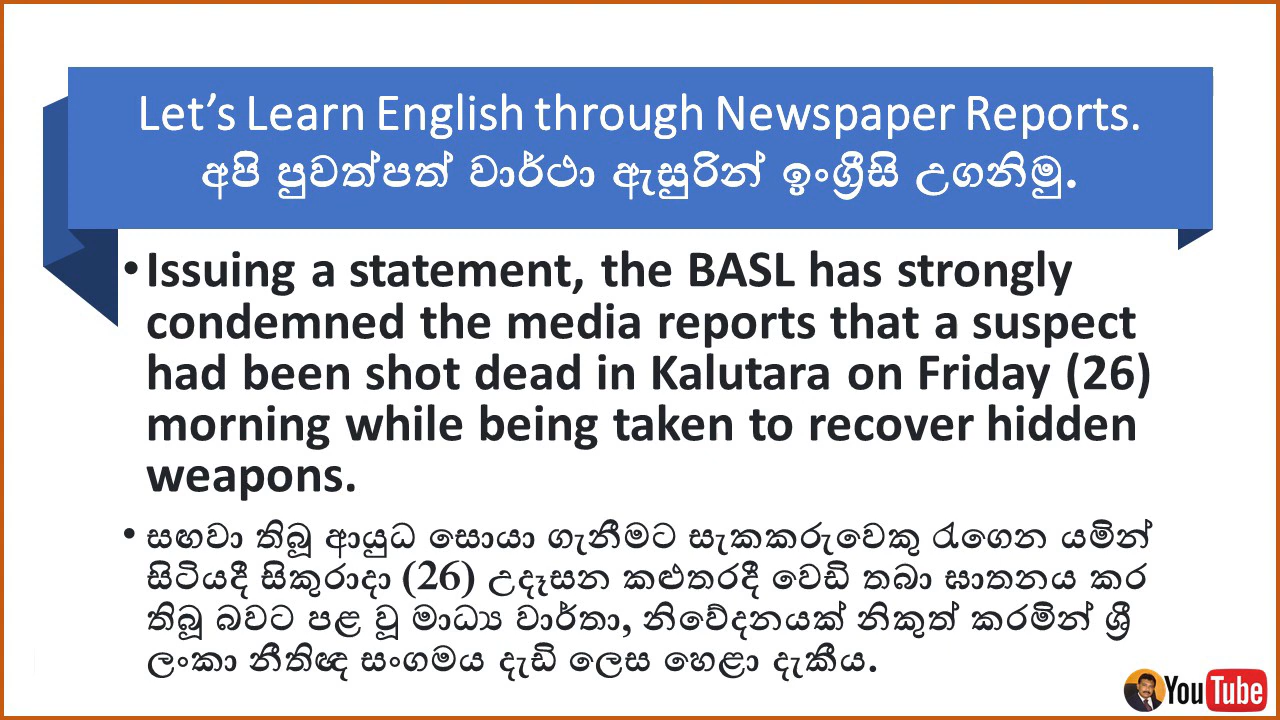 Let’s Learn English through Newspaper Reports.
අපි පුවත්පත් වාර්ථා ඇසුරින් ඉංග්‍රීසි උගනිමු.
• Issuing a statement, the BASL has strongly
condemned the media reports that a suspect
had been shot dead in Kalutara on Friday (26)
morning while being taken to recover hidden
weapons.
• සඟවා තිබූ ආයුධ සොයා ගැනීමට සැකකරුවෙකු රැගෙන යමින්
සිටියදී සිකුරාදා (26) උදෑසන කළුතරදී වෙඩි තබා ඝාතනය කර
තිබූ බවට පළ වූ මාධ්‍ය වාර්තා, නිවේදනයක් නිකුත් කරමින් ශ්‍රී
ලංකා නීතිඥ සංගමය දැඩි ලෙස හෙළා දැකීය.
YouTube